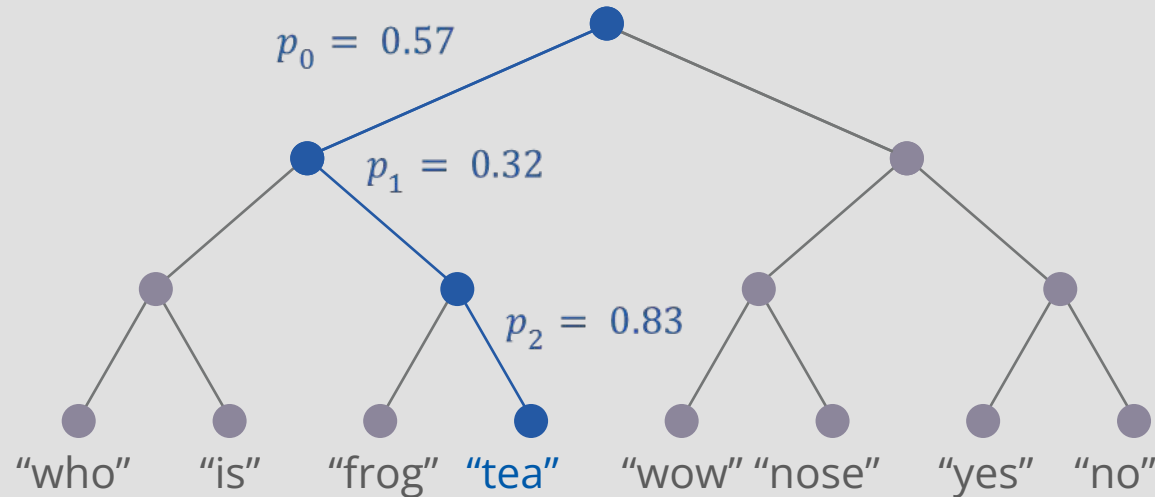 p₀ = 0.57
p₁ = 0.32
p₂ = 0.83
“who” “is” “frog” “tea” “wow” “nose” “yes” “no”